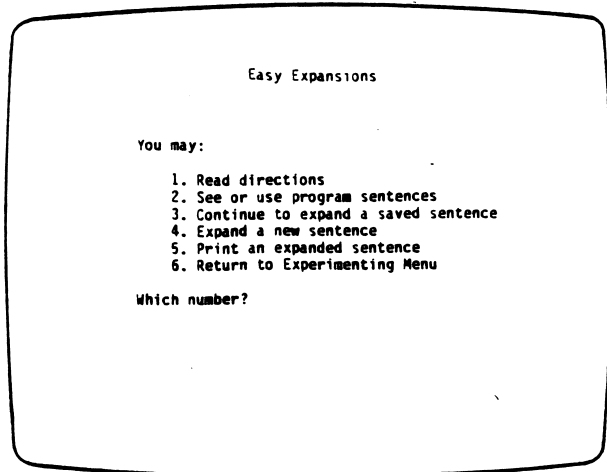 Easy Expansions
You may:
1. Read directions
2. See or use program sentences
3. Continue to expand a saved sentence
4. Expand a new sentence
5. Print an expanded sentence
6. Return to Experimenting Menu
Which number?